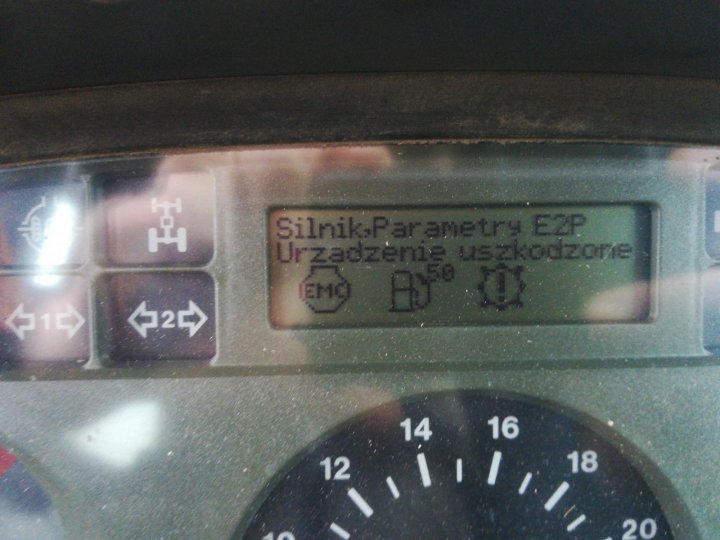 Silnik,Parametry E2P
Urzadzenie uszkodzone
EMC 50
1 2
12 14 16 18 20